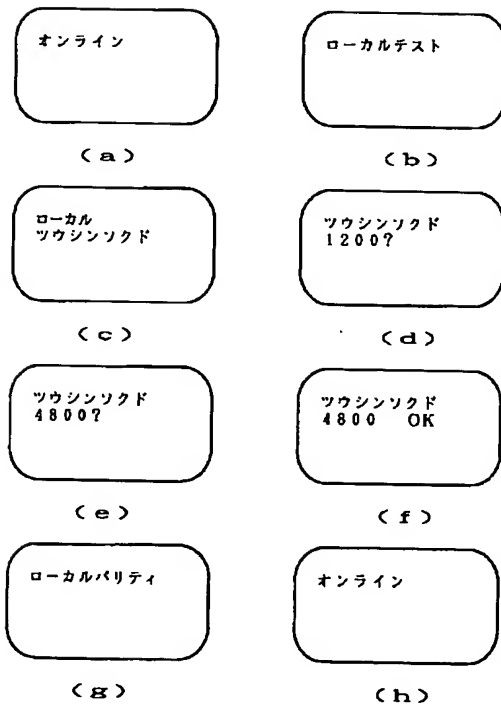 オンライン
(a)
ローカルテスト
(b)
ローカル
ツウシンソクド
(c)
ツウシンソクド
1200?
(d)
ツウシンソクド
4800?
(e)
ツウシンソクド
4800 OK
(f)
ローカルパリティ
(g)
オンライン
(h)